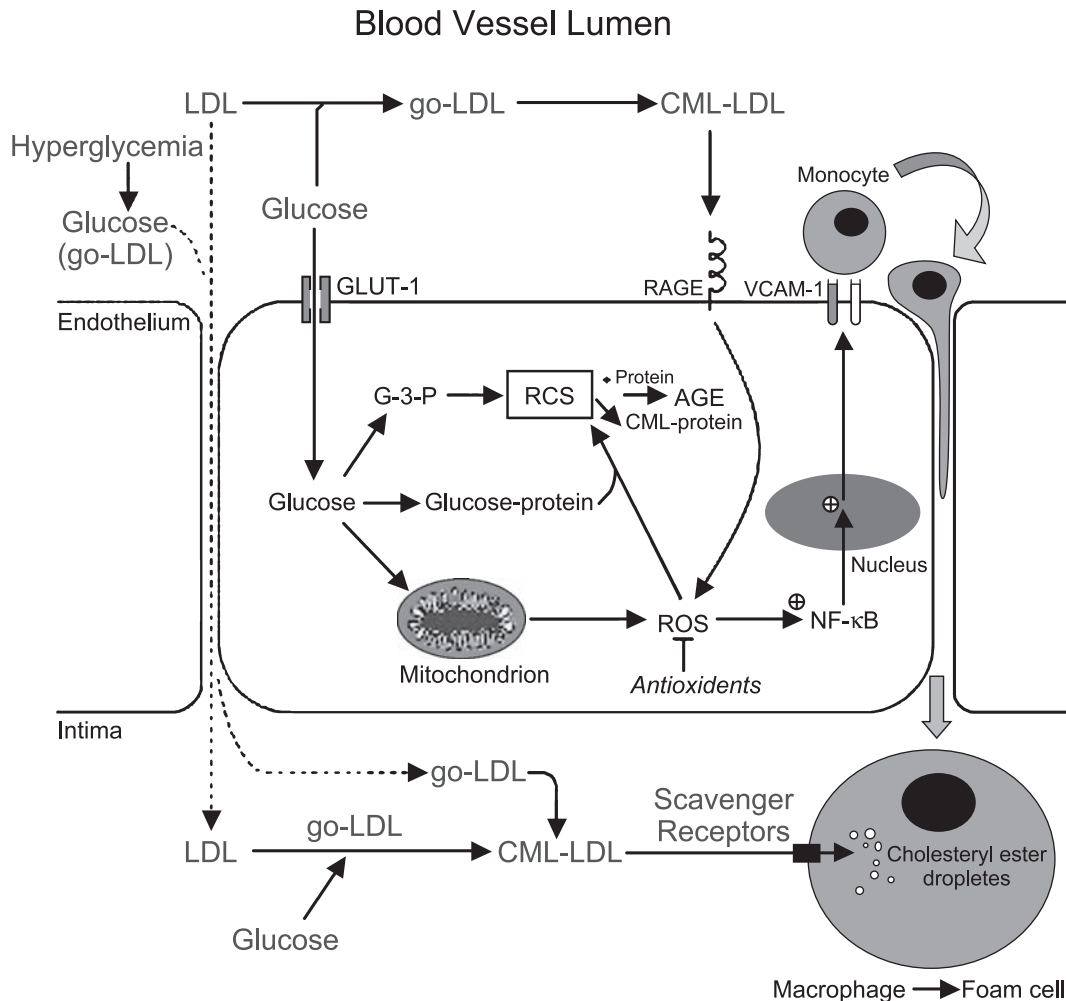 Blood Vessel Lumen
LDL
go-LDL
CML-LDL
Hyperglycemia
Monocyte
Glucose
(go-LDL)
Glucose
GLUT-1
RAGE
VCAM-1
Endothelium
G-3-P
RCS
Protein
AGE
CML-protein
Glucose
Glucose-protein
Nucleus
ROS
NF-κB
Mitochondrion
Antioxidents
Intima
go-LDL
Scavenger
Receptors
go-LDL
LDL
CML-LDL
Cholesteryl ester
dropletes
Glucose
Macrophage
Foam cell